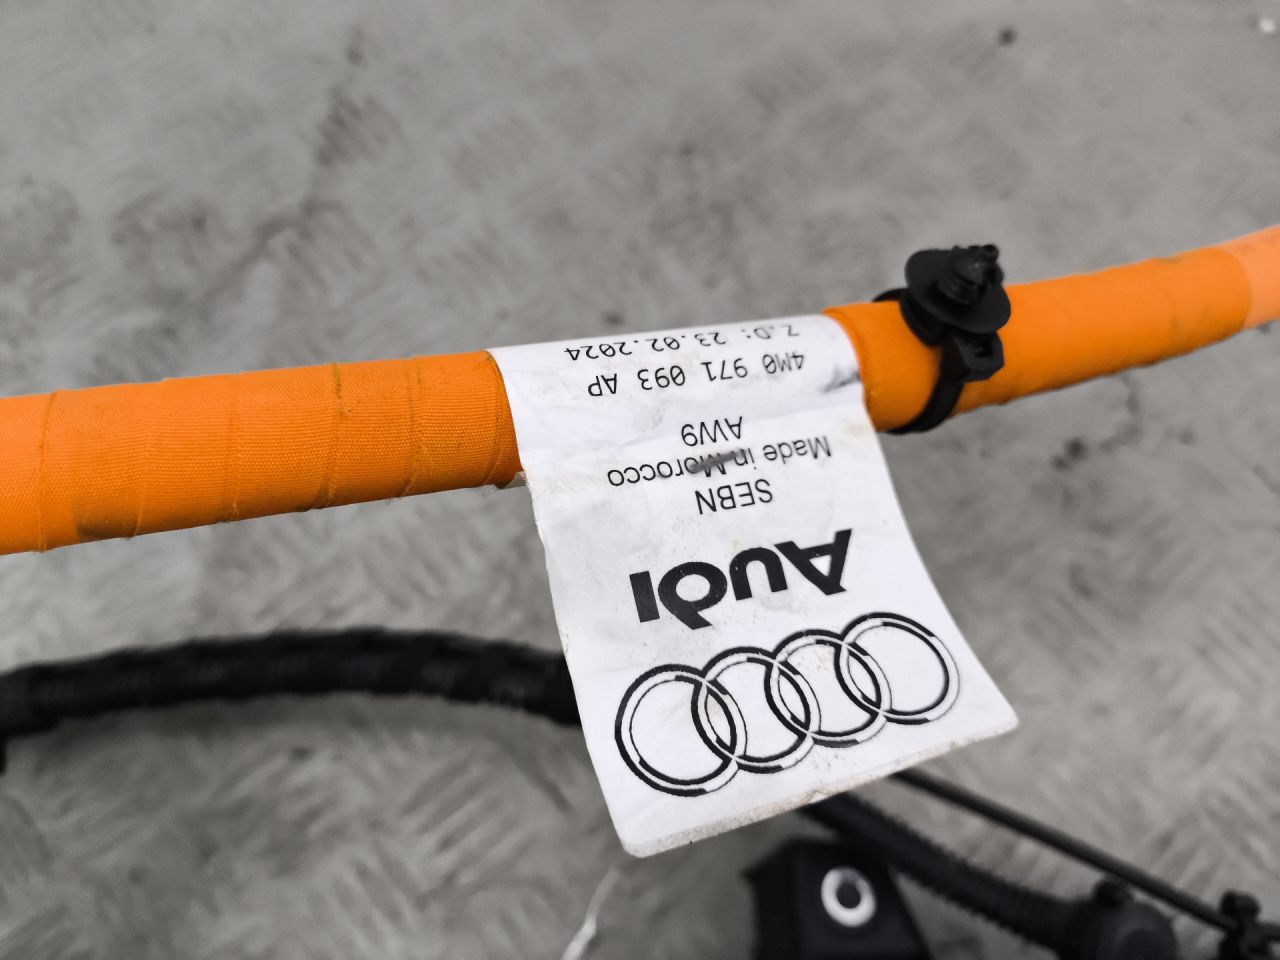 Audi
SEBN
Made in Morocco
AW9
4M0 971 093 AP
Z.D: 23.02.2024